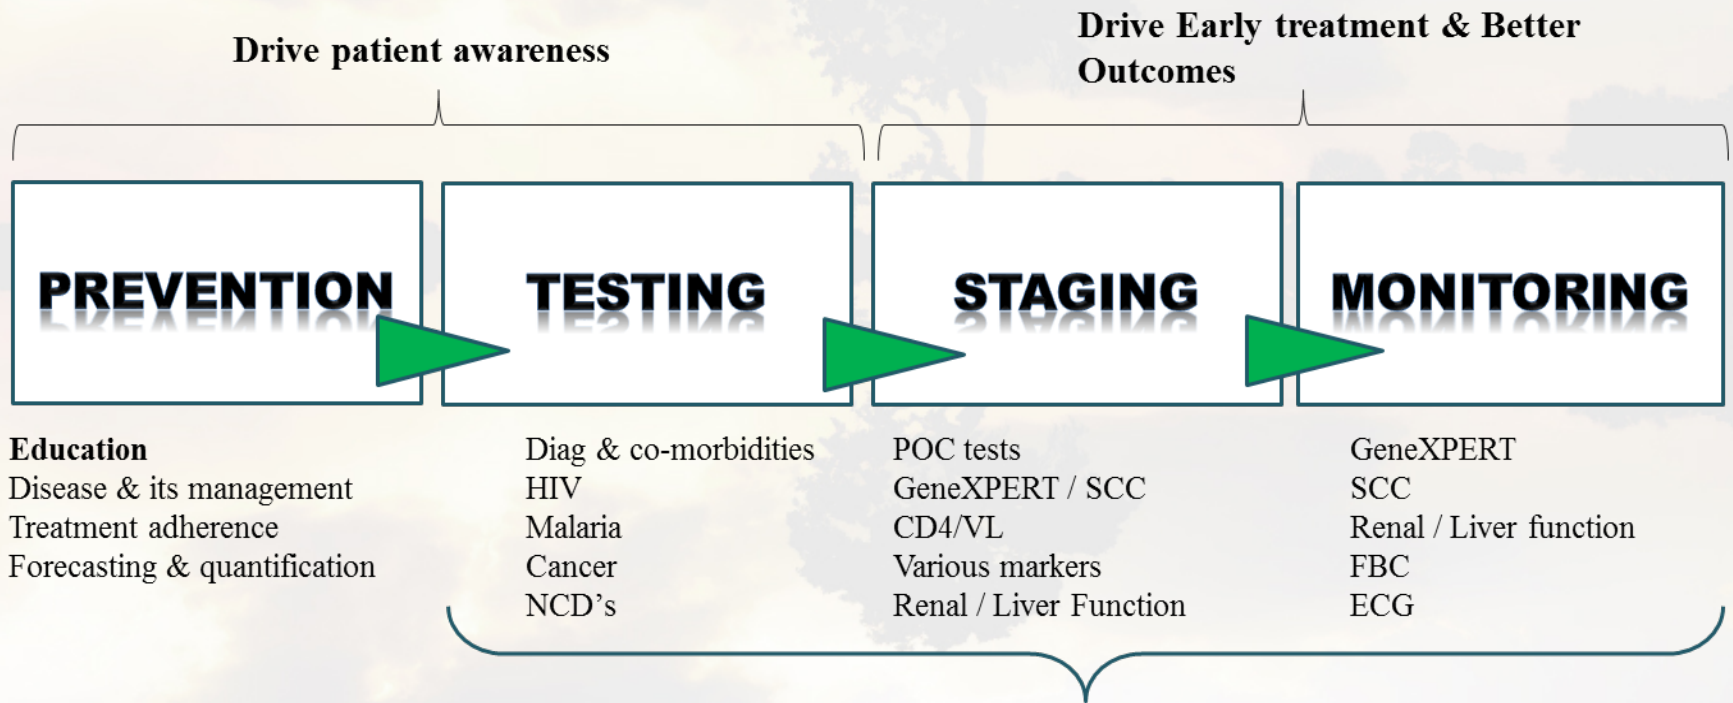 Drive patient awareness
Drive Early treatment & Better
Outcomes
PREVENTION
TESTING
STAGING
MONITORING
Education
Disease & its management
Treatment adherence
Forecasting & quantification
Diag & co-morbidities
HIV
Malaria
Cancer
NCD's
POC tests
GeneXPERT / SCC
CD4/VL
Various markers
Renal / Liver Function
GeneXPERT
SCC
Renal / Liver function
FBC
ECG